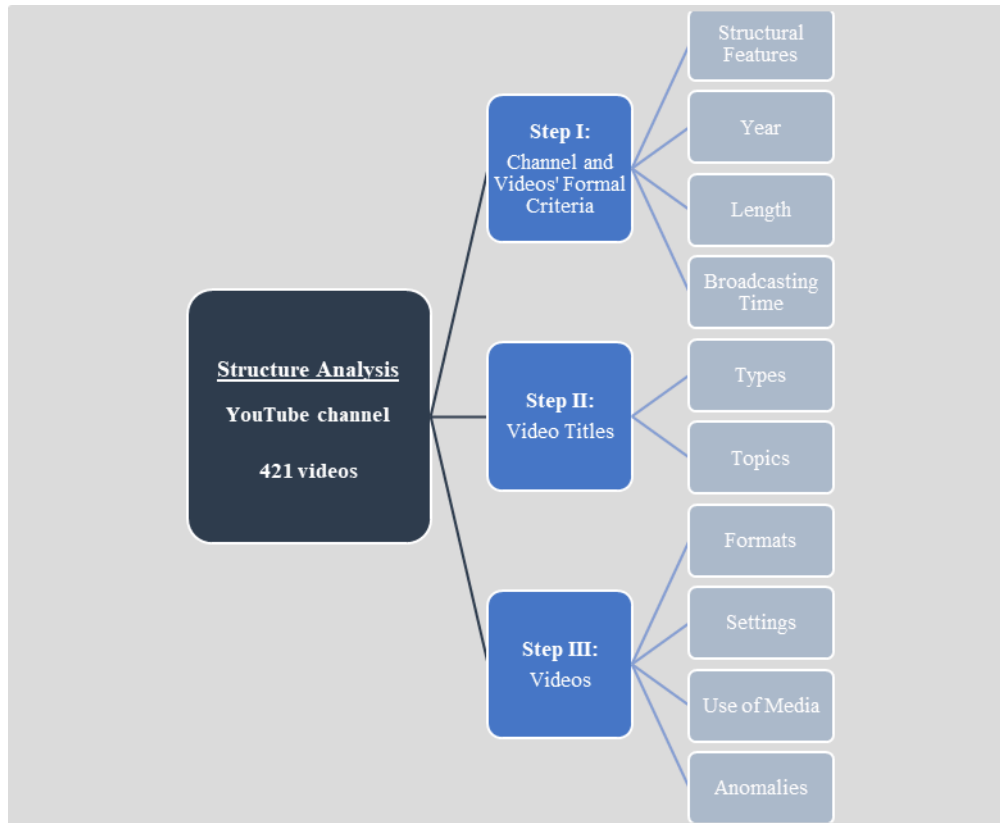 Structure Analysis
YouTube channel
421 videos
Step I:
Channel and
Videos' Formal
Criteria
Structural
Features
Year
Length
Broadcasting
Time
Step II:
Video Titles
Types
Topics
Step III:
Videos
Formats
Settings
Use of Media
Anomalies